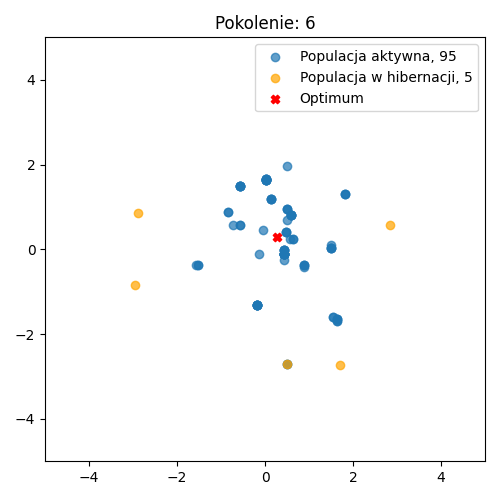 Pokolenie: 6
Populacja aktywna, 95
Populacja w hibernacji, 5
Optimum
4
2
0
−2
−4
−4 −2 0 2 4